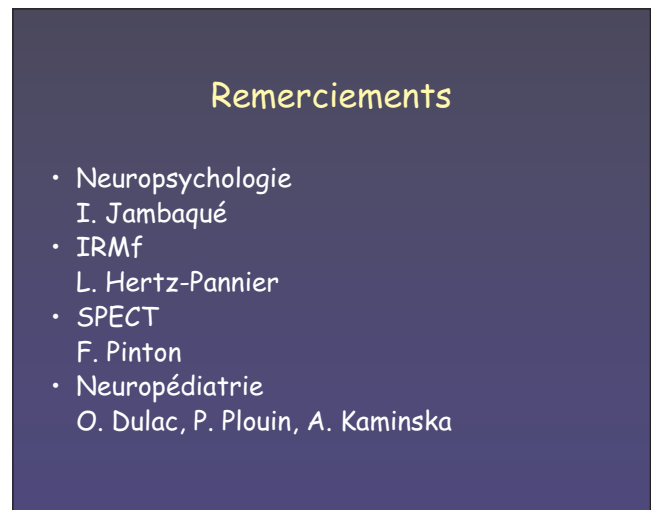 Remerciements
• Neuropsychologie
I. Jambaqué
• IRMf
L. Hertz-Pannier
• SPECT
F. Pinton
• Neuropédiatrie
O. Dulac, P. Plouin, A. Kaminska